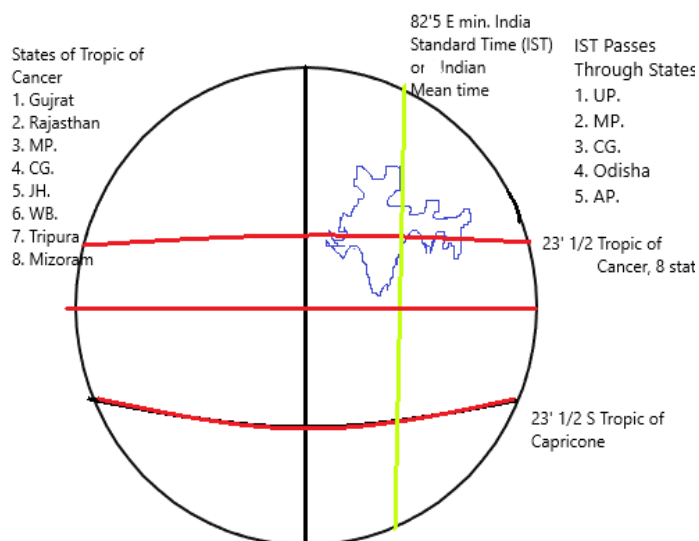 82'5 E min. India
Standard Time (IST)
or Indian
Mean time
States of Tropic of
Cancer
1. Gujrat
2. Rajasthan
3. MP.
4. CG.
5. JH.
6. WB.
7. Tripura
8. Mizoram
IST Passes
Through States
1. UP.
2. MP.
3. CG.
4. Odisha
5. AP.
23' 1/2 Tropic of
Cancer, 8 stat
23' 1/2 S Tropic of
Capricone